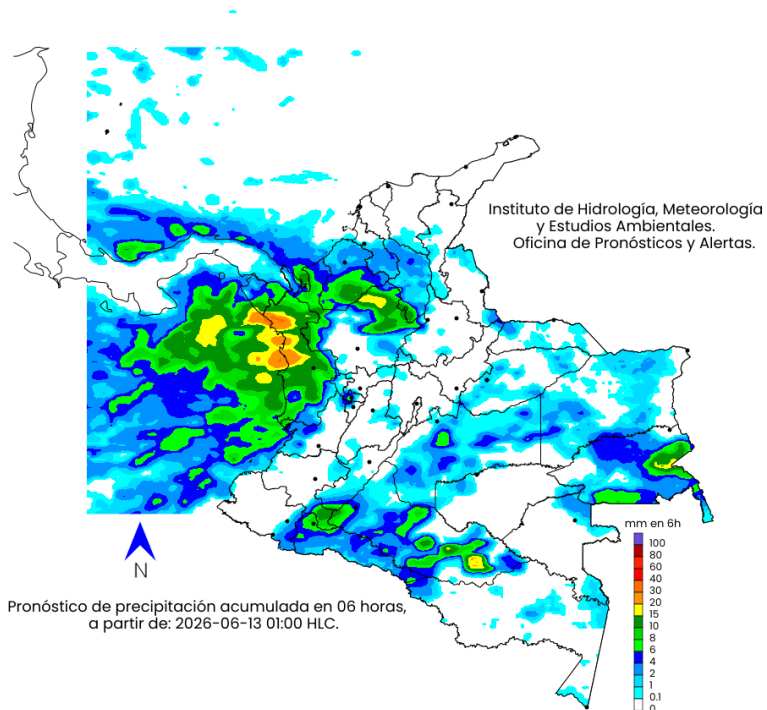 Instituto de Hidrología, Meteorología
y Estudios Ambientales.
Oficina de Pronósticos y Alertas.
mm en 6h
100
80
60
40
30
20
15
10
8
6
4
2
1
0.1
0
N
Pronóstico de precipitación acumulada en 06 horas,
a partir de: 2026-06-13 01:00 HLC.